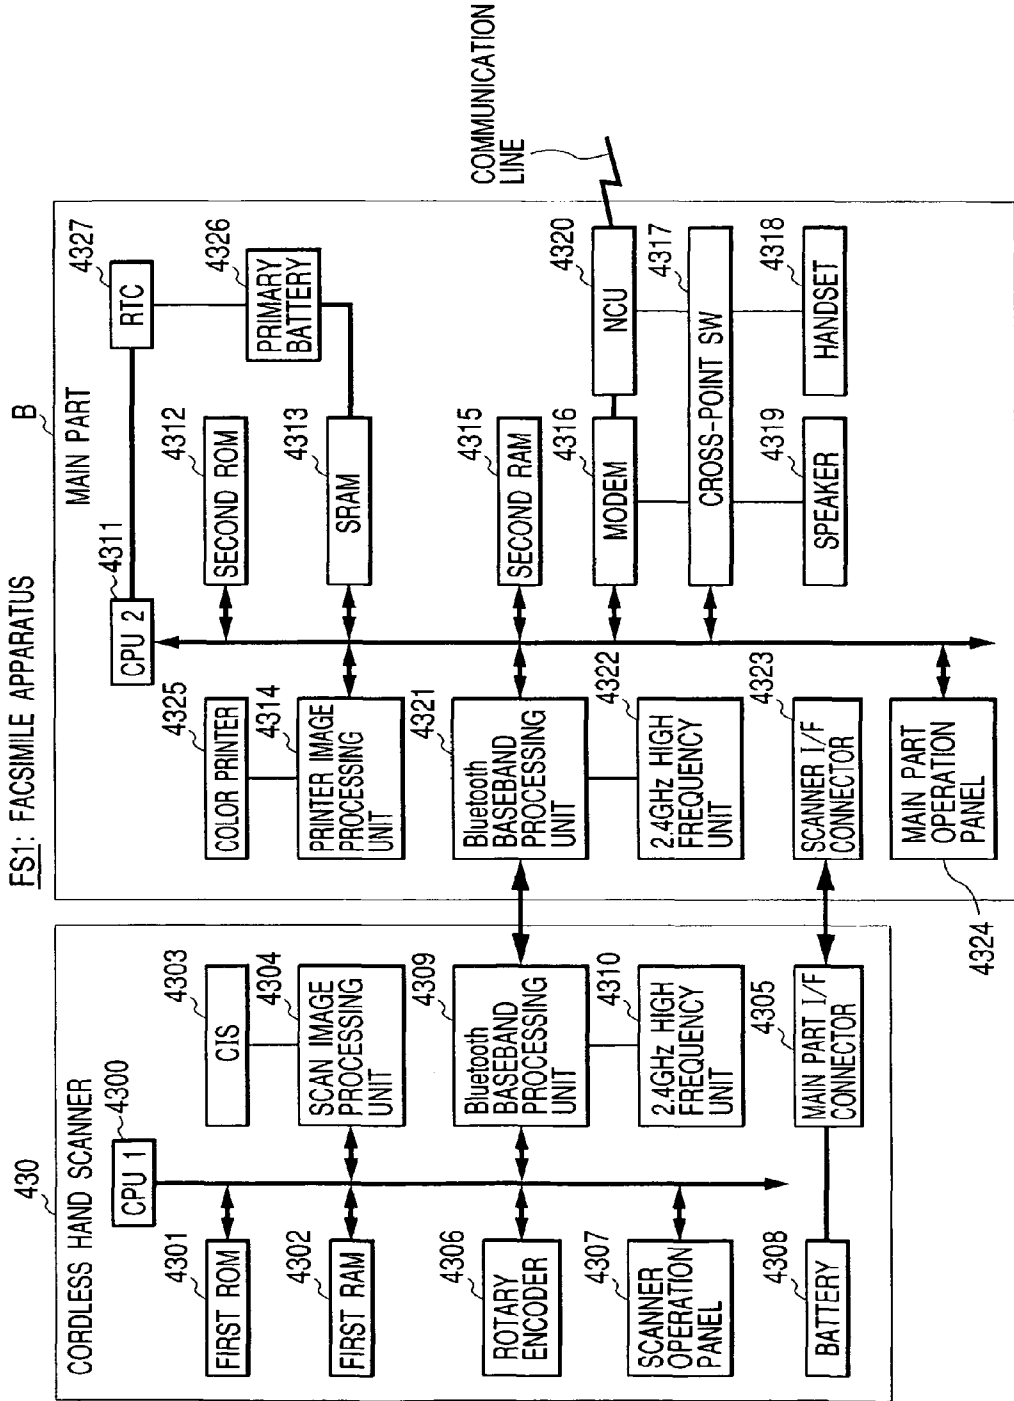 FS1: FACSIMILE APPARATUS
430
CORDLESS HAND SCANNER
4300
CPU 1
4301
FIRST ROM
4302
FIRST RAM
4306
ROTARY
ENCODER
4307
SCANNER
OPERATION
PANEL
4308
BATTERY
4303
CIS
4304
SCAN IMAGE
PROCESSING
UNIT
4309
Bluetooth
BASEBAND
PROCESSING
UNIT
4310
2.4GHz HIGH
FREQUENCY
UNIT
4305
MAIN PART I/F
CONNECTOR
B
MAIN PART
4311
CPU 2
4327
RTC
4326
PRIMARY
BATTERY
4325
COLOR PRINTER
4314
PRINTER IMAGE
PROCESSING
UNIT
4321
Bluetooth
BASEBAND
PROCESSING
UNIT
4322
2.4GHz HIGH
FREQUENCY
UNIT
4323
SCANNER I/F
CONNECTOR
MAIN PART
OPERATION
PANEL
4324
4312
SECOND ROM
4313
SRAM
4315
SECOND RAM
4316
MODEM
4320
NCU
4317
CROSS-POINT SW
4319
SPEAKER
4318
HANDSET
COMMUNICATION
LINE